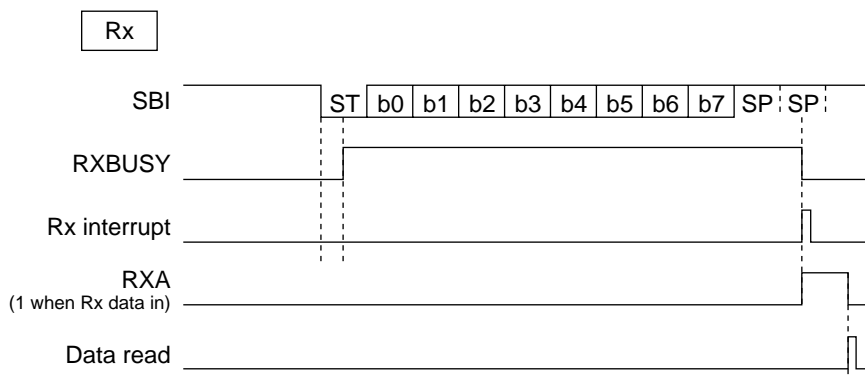 Rx
SBI ST b0 b1 b2 b3 b4 b5 b6 b7 SP SP
RXBUSY
Rx interrupt
RXA
(1 when Rx data in)
Data read